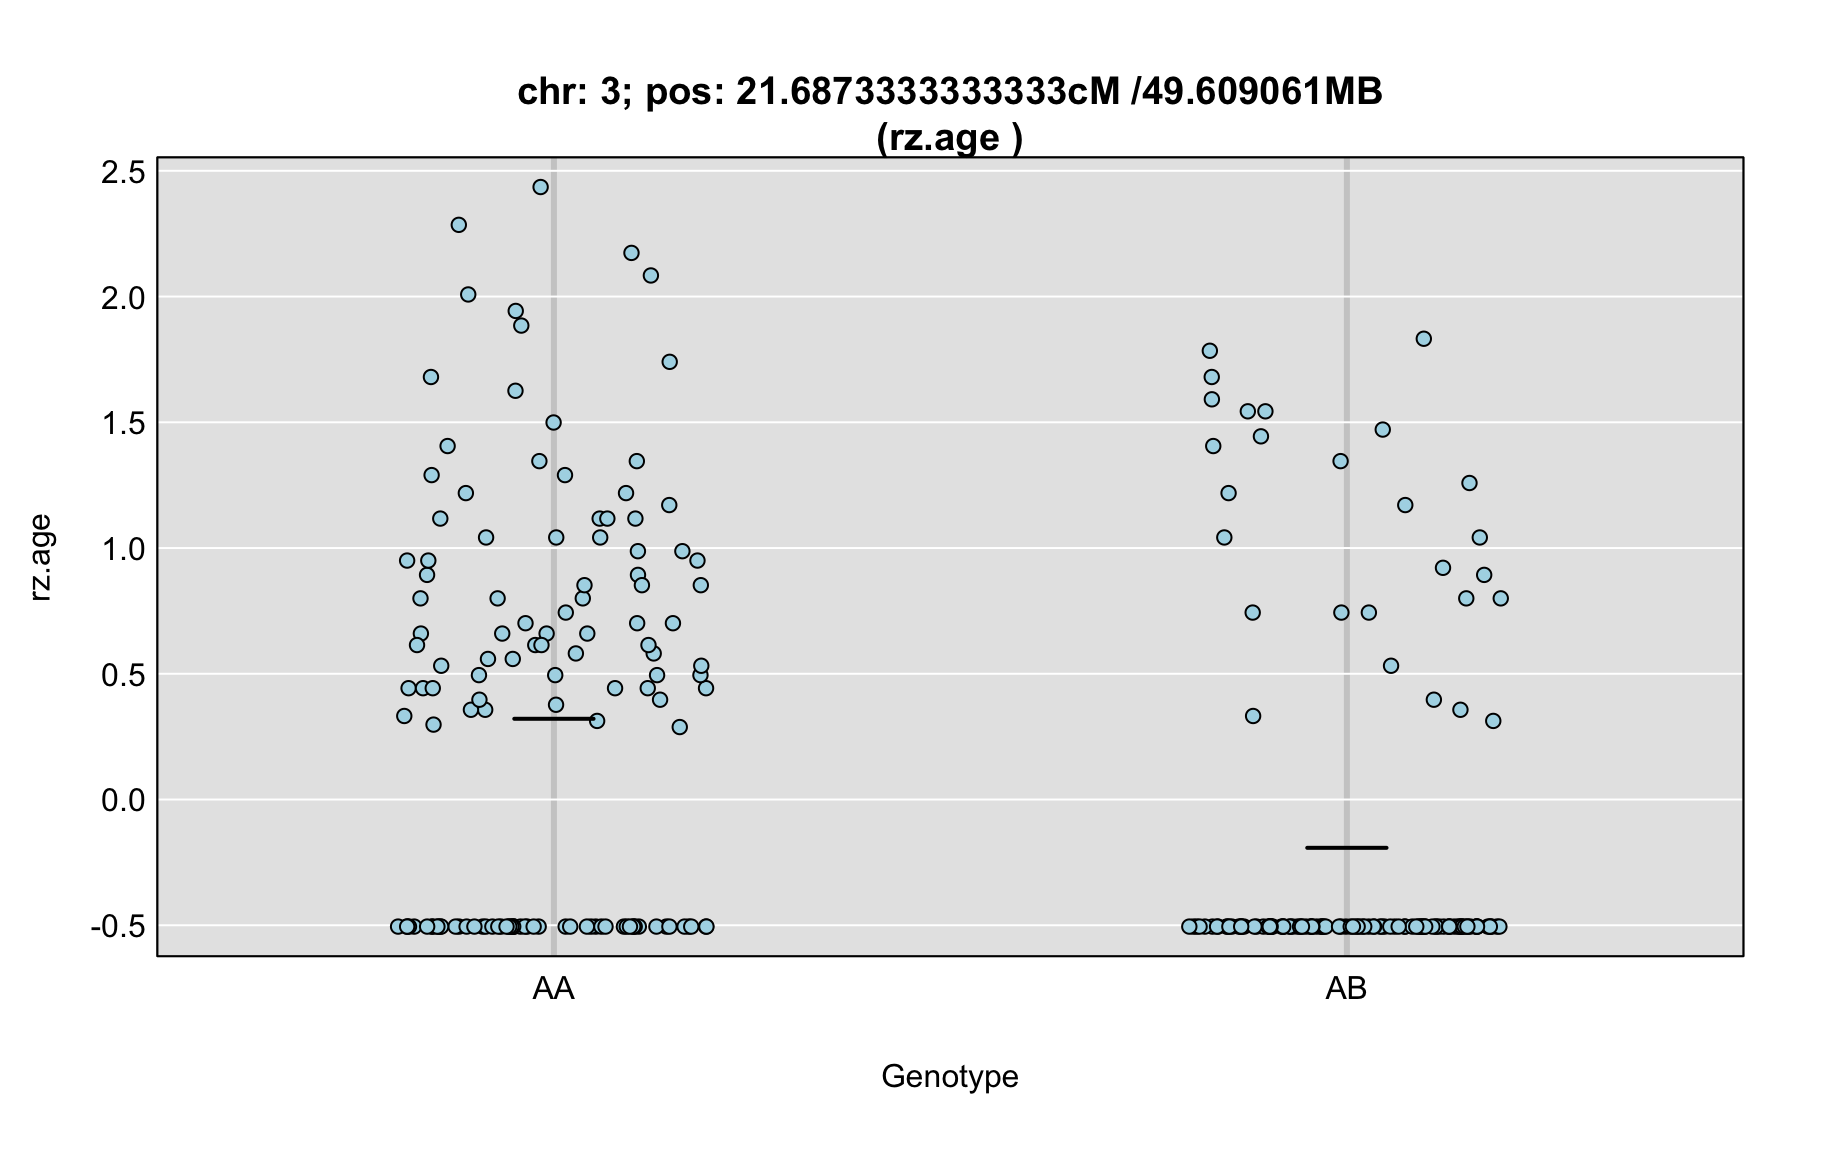 chr: 3; pos: 21.6873333333333cM /49.609061MB
(rz.age )
2.5
2.0
1.5
1.0
0.5
0.0
-0.5
rz.age
AA
AB
Genotype